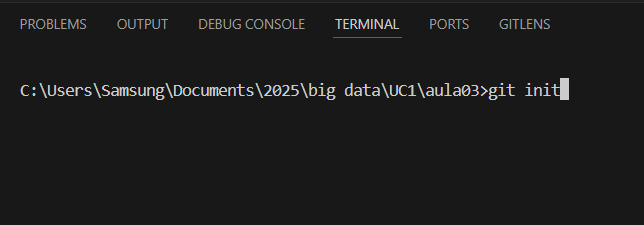 PROBLEMS OUTPUT DEBUG CONSOLE TERMINAL PORTS GITLENS
C:\Users\Samsung\Documents\2025\big data\UC1\aula03>git init